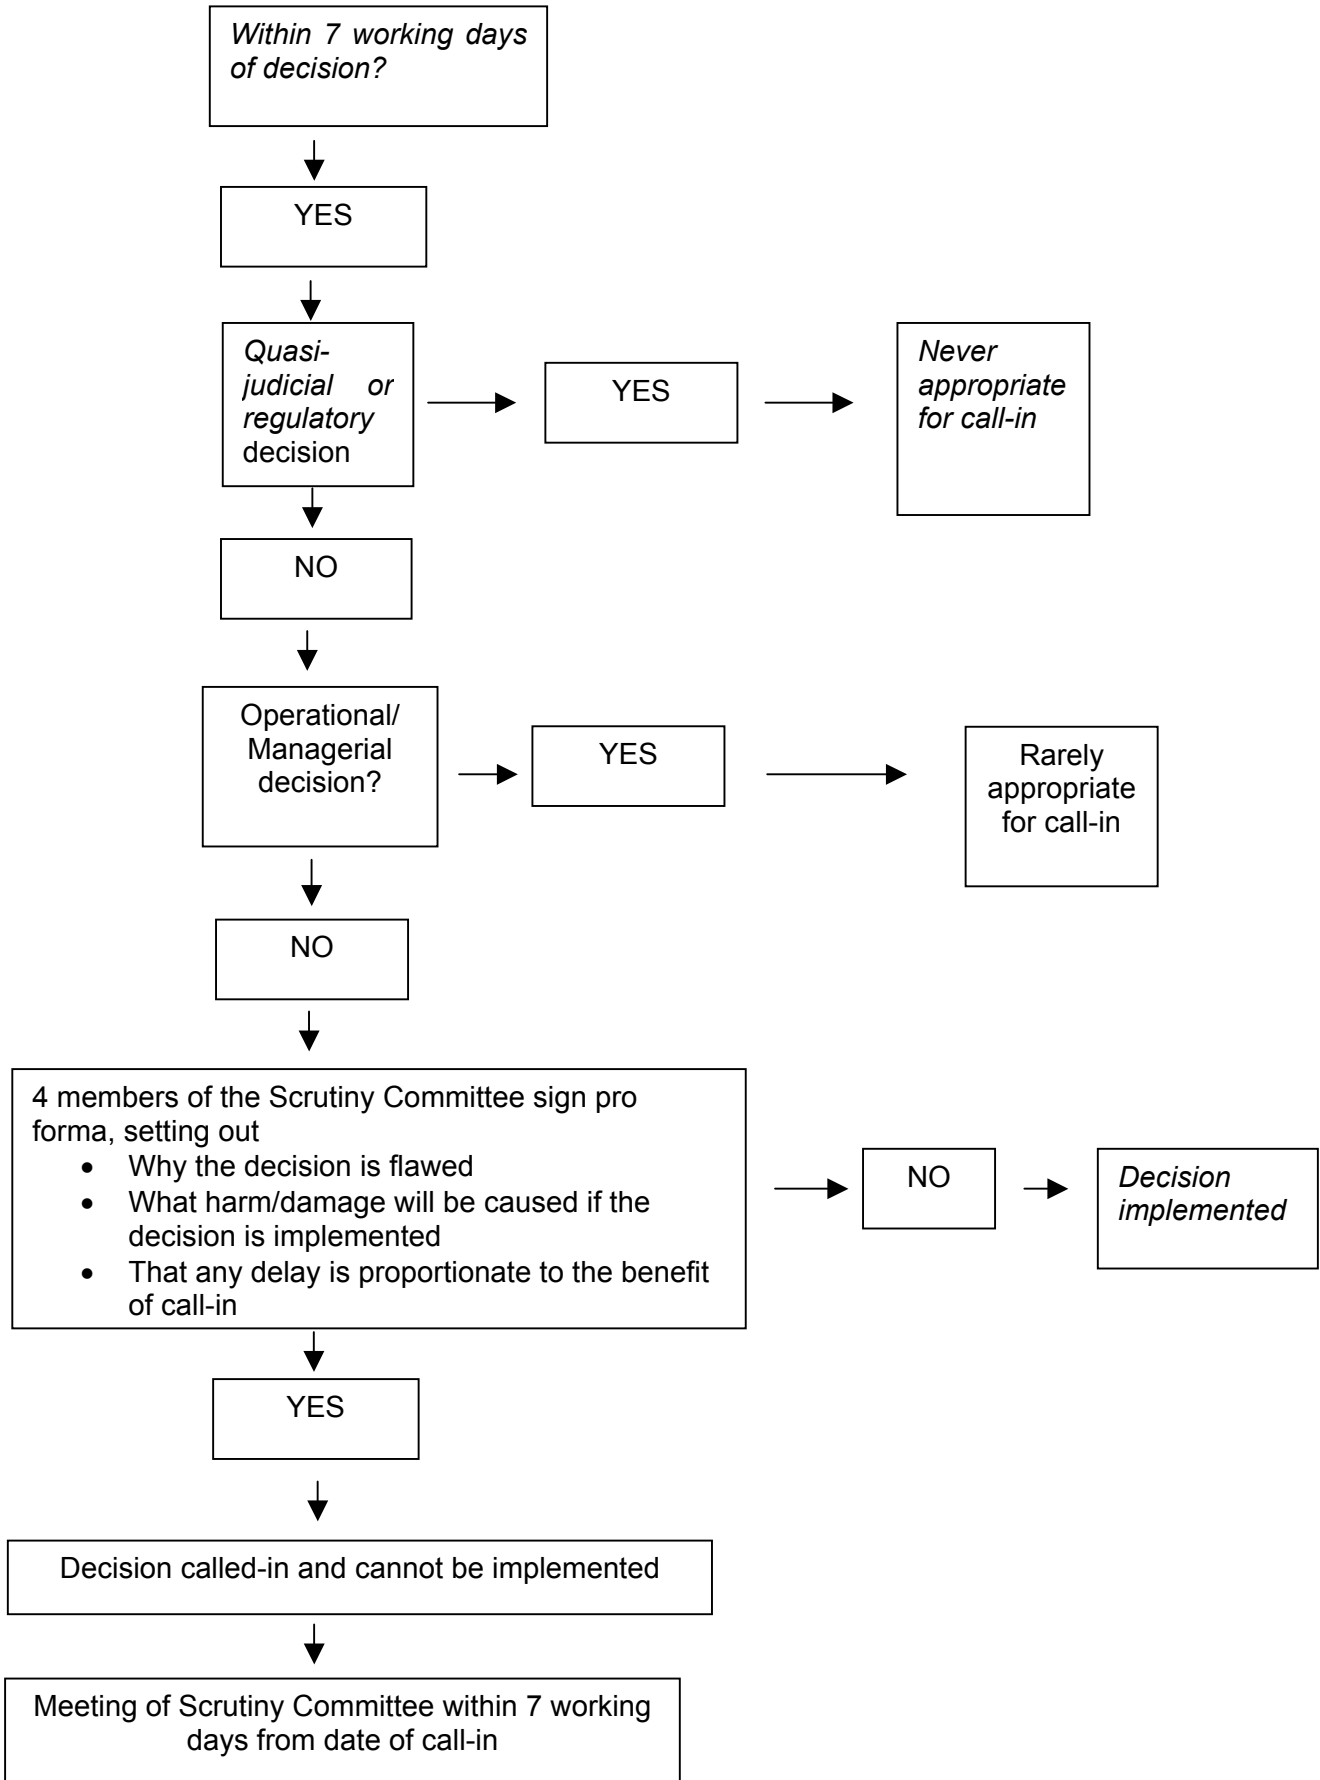 Within 7 working days
of decision?
YES
Quasi-
judicial or
regulatory
decision
YES
Never
appropriate
for call-in
NO
Operational/
Managerial
decision?
YES
Rarely
appropriate
for call-in
NO
4 members of the Scrutiny Committee sign pro
forma, setting out
• Why the decision is flawed
• What harm/damage will be caused if the
decision is implemented
• That any delay is proportionate to the benefit
of call-in
NO
Decision
implemented
YES
Decision called-in and cannot be implemented
Meeting of Scrutiny Committee within 7 working
days from date of call-in